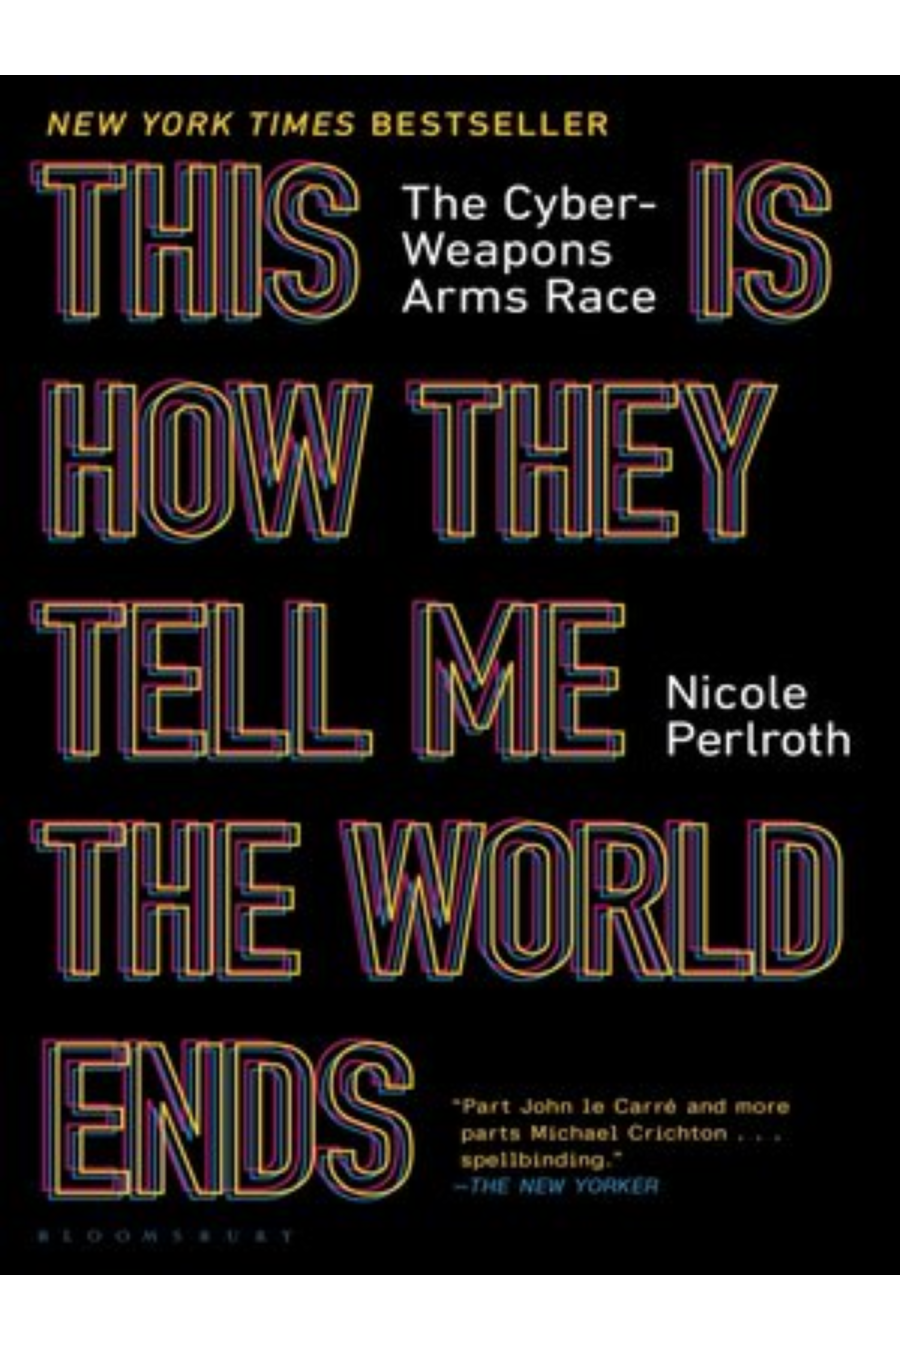 NEW YORK TIMES BESTSELLER
THIS
The Cyber-
Weapons
Arms Race
IS
HOW THEY
TELL ME
Nicole
Perlroth
THE WORLD
ENDS
"Part John le Carré and more
parts Michael Crichton . . .
spellbinding."
—THE NEW YORKER
BLOOMSBURY